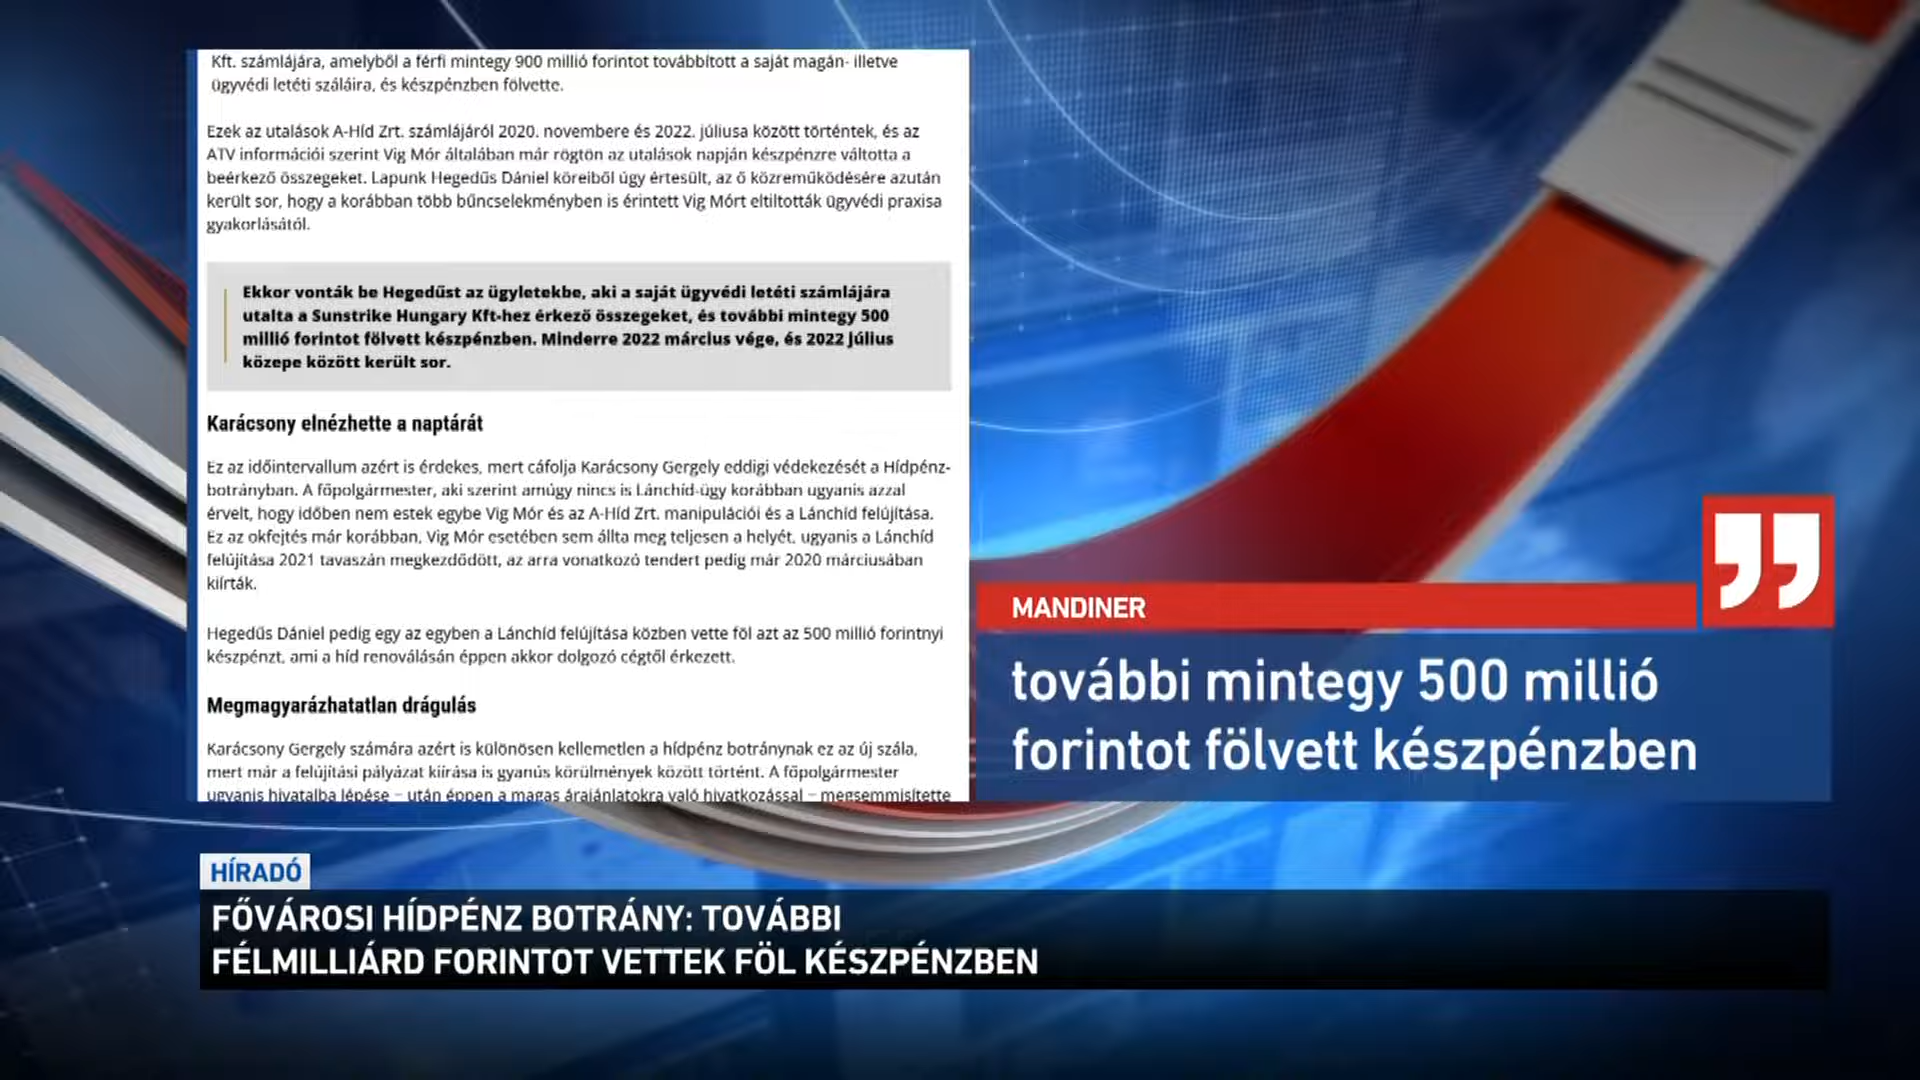 Kft. számlájára, amelyből a férfi mintegy 900 millió forintot továbbított a saját magán- illetve
ügyvédi letéti száláira, és készpénzben fölvette.
Ezek az utalások A-Híd Zrt. számlájáról 2020. novembere és 2022. júliusa között történtek, és az
ATV információi szerint Vig Mór általában már rögtön az utalások napján készpénzre váltotta a
beérkező összegeket. Lapunk Hegedűs Dániel köreiből úgy értesült, az ő közreműködésére azután
került sor, hogy a korábban több bűncselekményben is érintett Vig Mórt eltiltották ügyvédi praxisa
gyakorlásától.
Ekkor vonták be Hegedűst az ügyletekbe, aki a saját ügyvédi letéti számlájára
utalta a Sunstrike Hungary Kft-hez érkező összegeket, és további mintegy 500
millió forintot fölvett készpénzben. Minderre 2022 március vége, és 2022 július
közepe között került sor.
Karácsony elnézhette a naptárát
Ez az időintervallum azért is érdekes, mert cáfolja Karácsony Gergely eddigi védekezését a Hídpénz-
botrányban. A főpolgármester, aki szerint amúgy nincs is Lánchíd-ügy korábban ugyanis azzal
érvelt, hogy időben nem estek egybe Vig Mór és az A-Híd Zrt. manipulációi és a Lánchíd felújítása.
Ez az okfejtés már korábban, Vig Mór esetében sem állta meg teljesen a helyét, ugyanis a Lánchíd
felújítása 2021 tavaszán megkezdődött, az arra vonatkozó tendert pedig már 2020 márciusában
kiírták.
Hegedűs Dániel pedig egy az egyben a Lánchíd felújítása közben vette föl azt az 500 millió forintnyi
készpénzt, ami a híd renoválásán éppen akkor dolgozó cégtől érkezett.
Megmagyarázhatatlan drágulás
Karácsony Gergely számára azért is különösen kellemetlen a hídpénz botránynak ez az új szála,
mert már a felújítási pályázat kiírása is gyanús körülmények között történt. A főpolgármester
ugyanis hivatalba lépése – után éppen a magas árajánlatokra való hivatkozással – megsemmisítette
MANDINER
további mintegy 500 millió
forintot fölvett készpénzben
HÍRADÓ
FŐVÁROSI HÍDPÉNZ BOTRÁNY: TOVÁBBI
FÉLMILLIÁRD FORINTOT VETTEK FÖL KÉSZPÉNZBEN